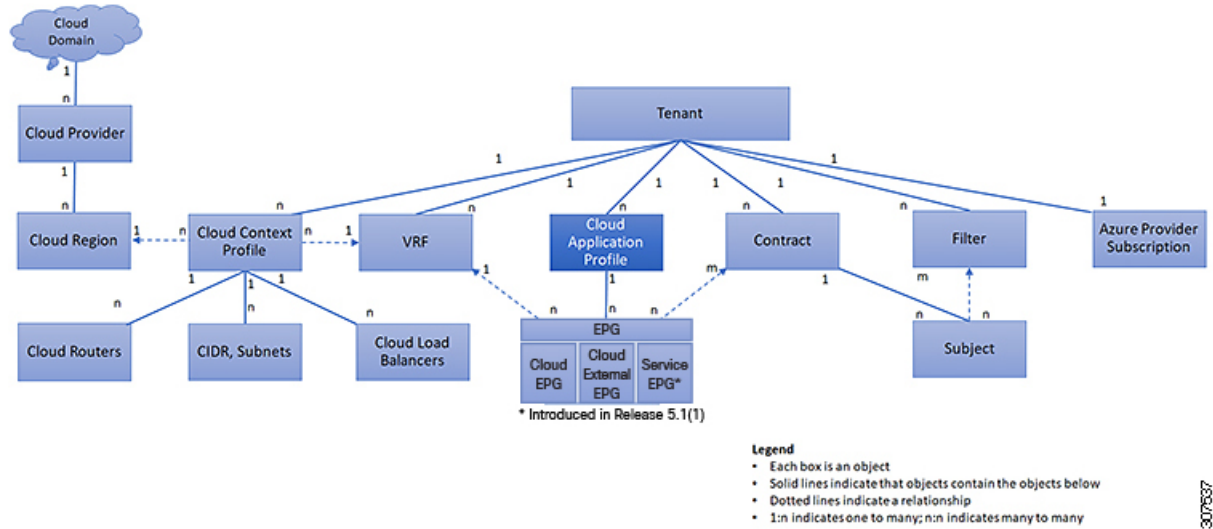 Cloud
Domain
1
n
Cloud Provider
1
n
Tenant
1
1
1
1
1
1
1
n
n
n
n
n
n
1
Cloud Region
1
n
Cloud Context
Profile
n
1
VRF
Cloud
Application
Profile
Contract
Filter
Azure Provider
Subscription
1
1
1
1
1
m
1
m
n
n
n
n
n
n
n
n
Cloud Routers
CIDR, Subnets
Cloud Load
Balancers
EPG
Cloud
EPG
Cloud
External
EPG
Service
EPG*
Subject
* Introduced in Release 5.1(1)
Legend
• Each box is an object
• Solid lines indicate that objects contain the objects below
• Dotted lines indicate a relationship
• 1:n indicates one to many; n:n indicates many to many
307537